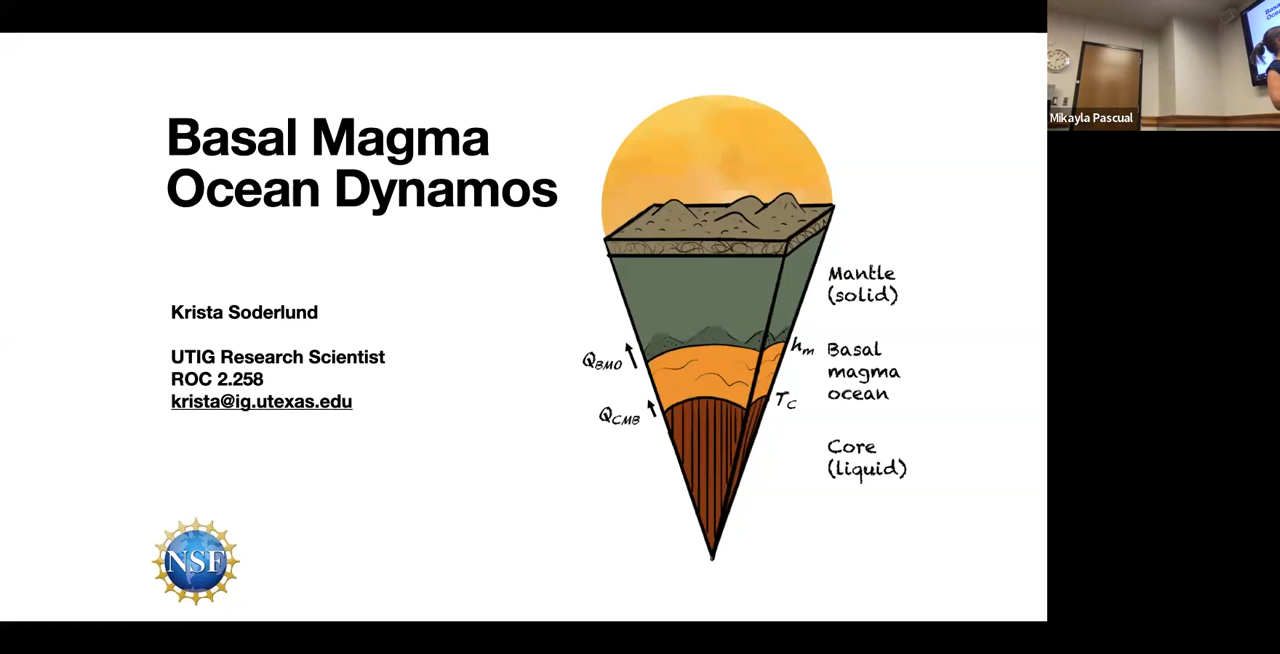 Basal Magma
Ocean Dynamos
Krista Soderlund
UTIG Research Scientist
ROC 2.258
krista@ig.utexas.edu
NSF
Mantle
(solid)
Q_BMO
h_m
Basal
magma
ocean
T_C
Q_CMB
Core
(liquid)
Mikayla Pascual